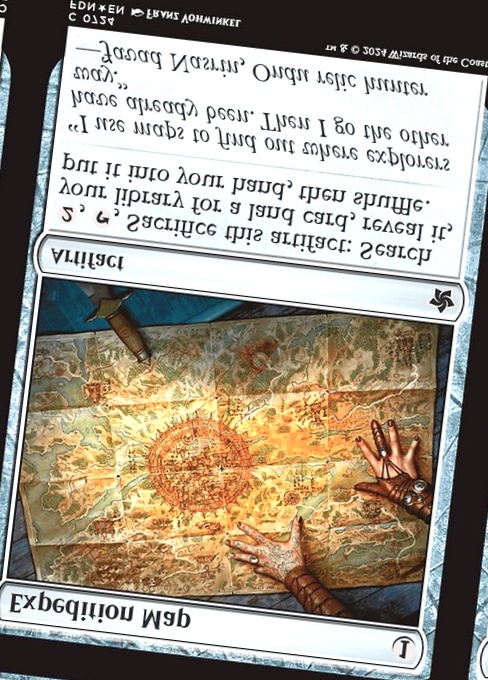 Expedition Map
1
Artifact
2, T, Sacrifice this artifact: Search
your library for a land card, reveal it,
put it into your hand, then shuffle.
“I use maps to find out where explorers
have already been. Then I go the other
way.”
—Javad Nasrin, Ondu relic hunter
C 0724
FDN★EN FRANZ VOHWINKEL
™ & © 2024 Wizards of the Coast